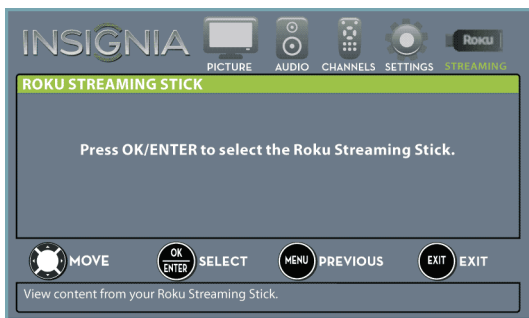 INSIGNIA
ROKU
PICTURE AUDIO CHANNELS SETTINGS STREAMING
ROKU STREAMING STICK
Press OK/ENTER to select the Roku Streaming Stick.
MOVE OK ENTER SELECT MENU PREVIOUS EXIT EXIT
View content from your Roku Streaming Stick.